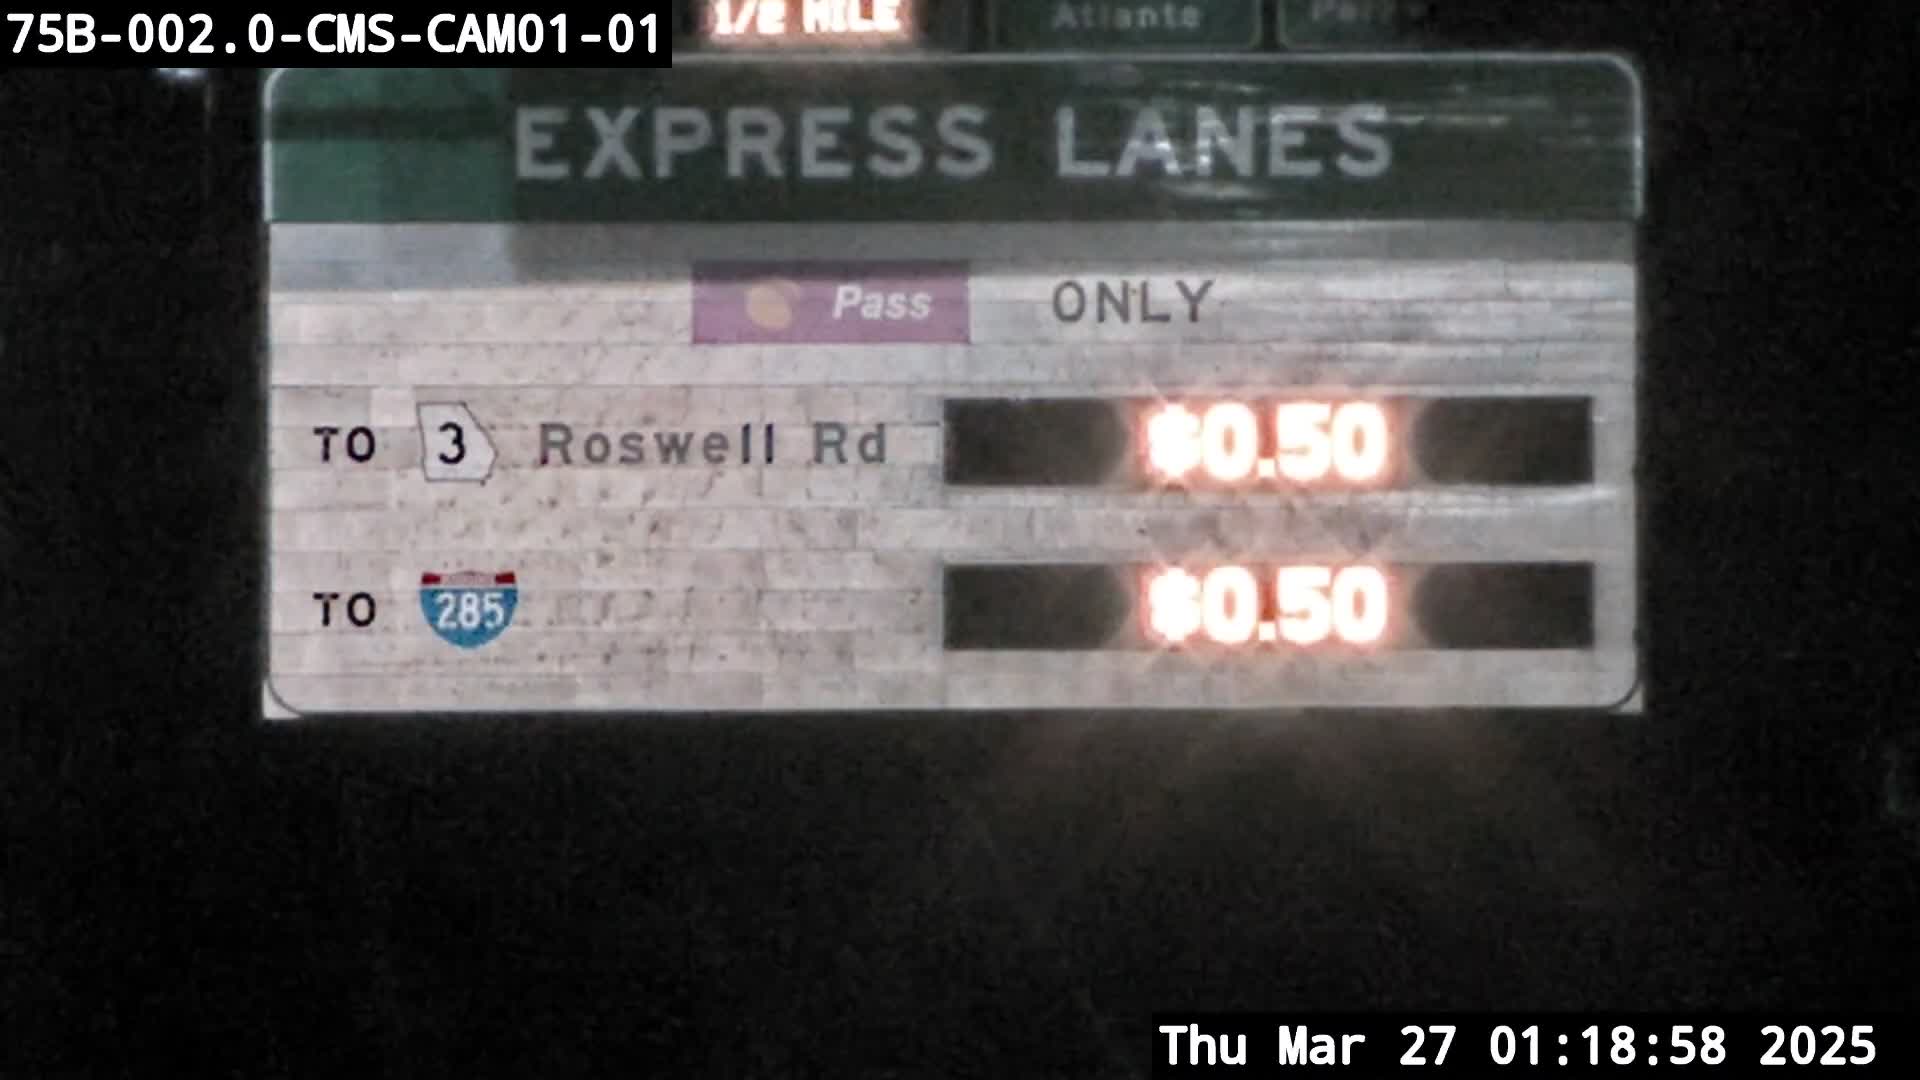 75B-002.0-CMS-CAM01-01
1/2 MILE
Atlanta
EXPRESS LANES
Pass ONLY
TO 3 Roswell Rd $0.50
TO 285 $0.50
Thu Mar 27 01:18:58 2025